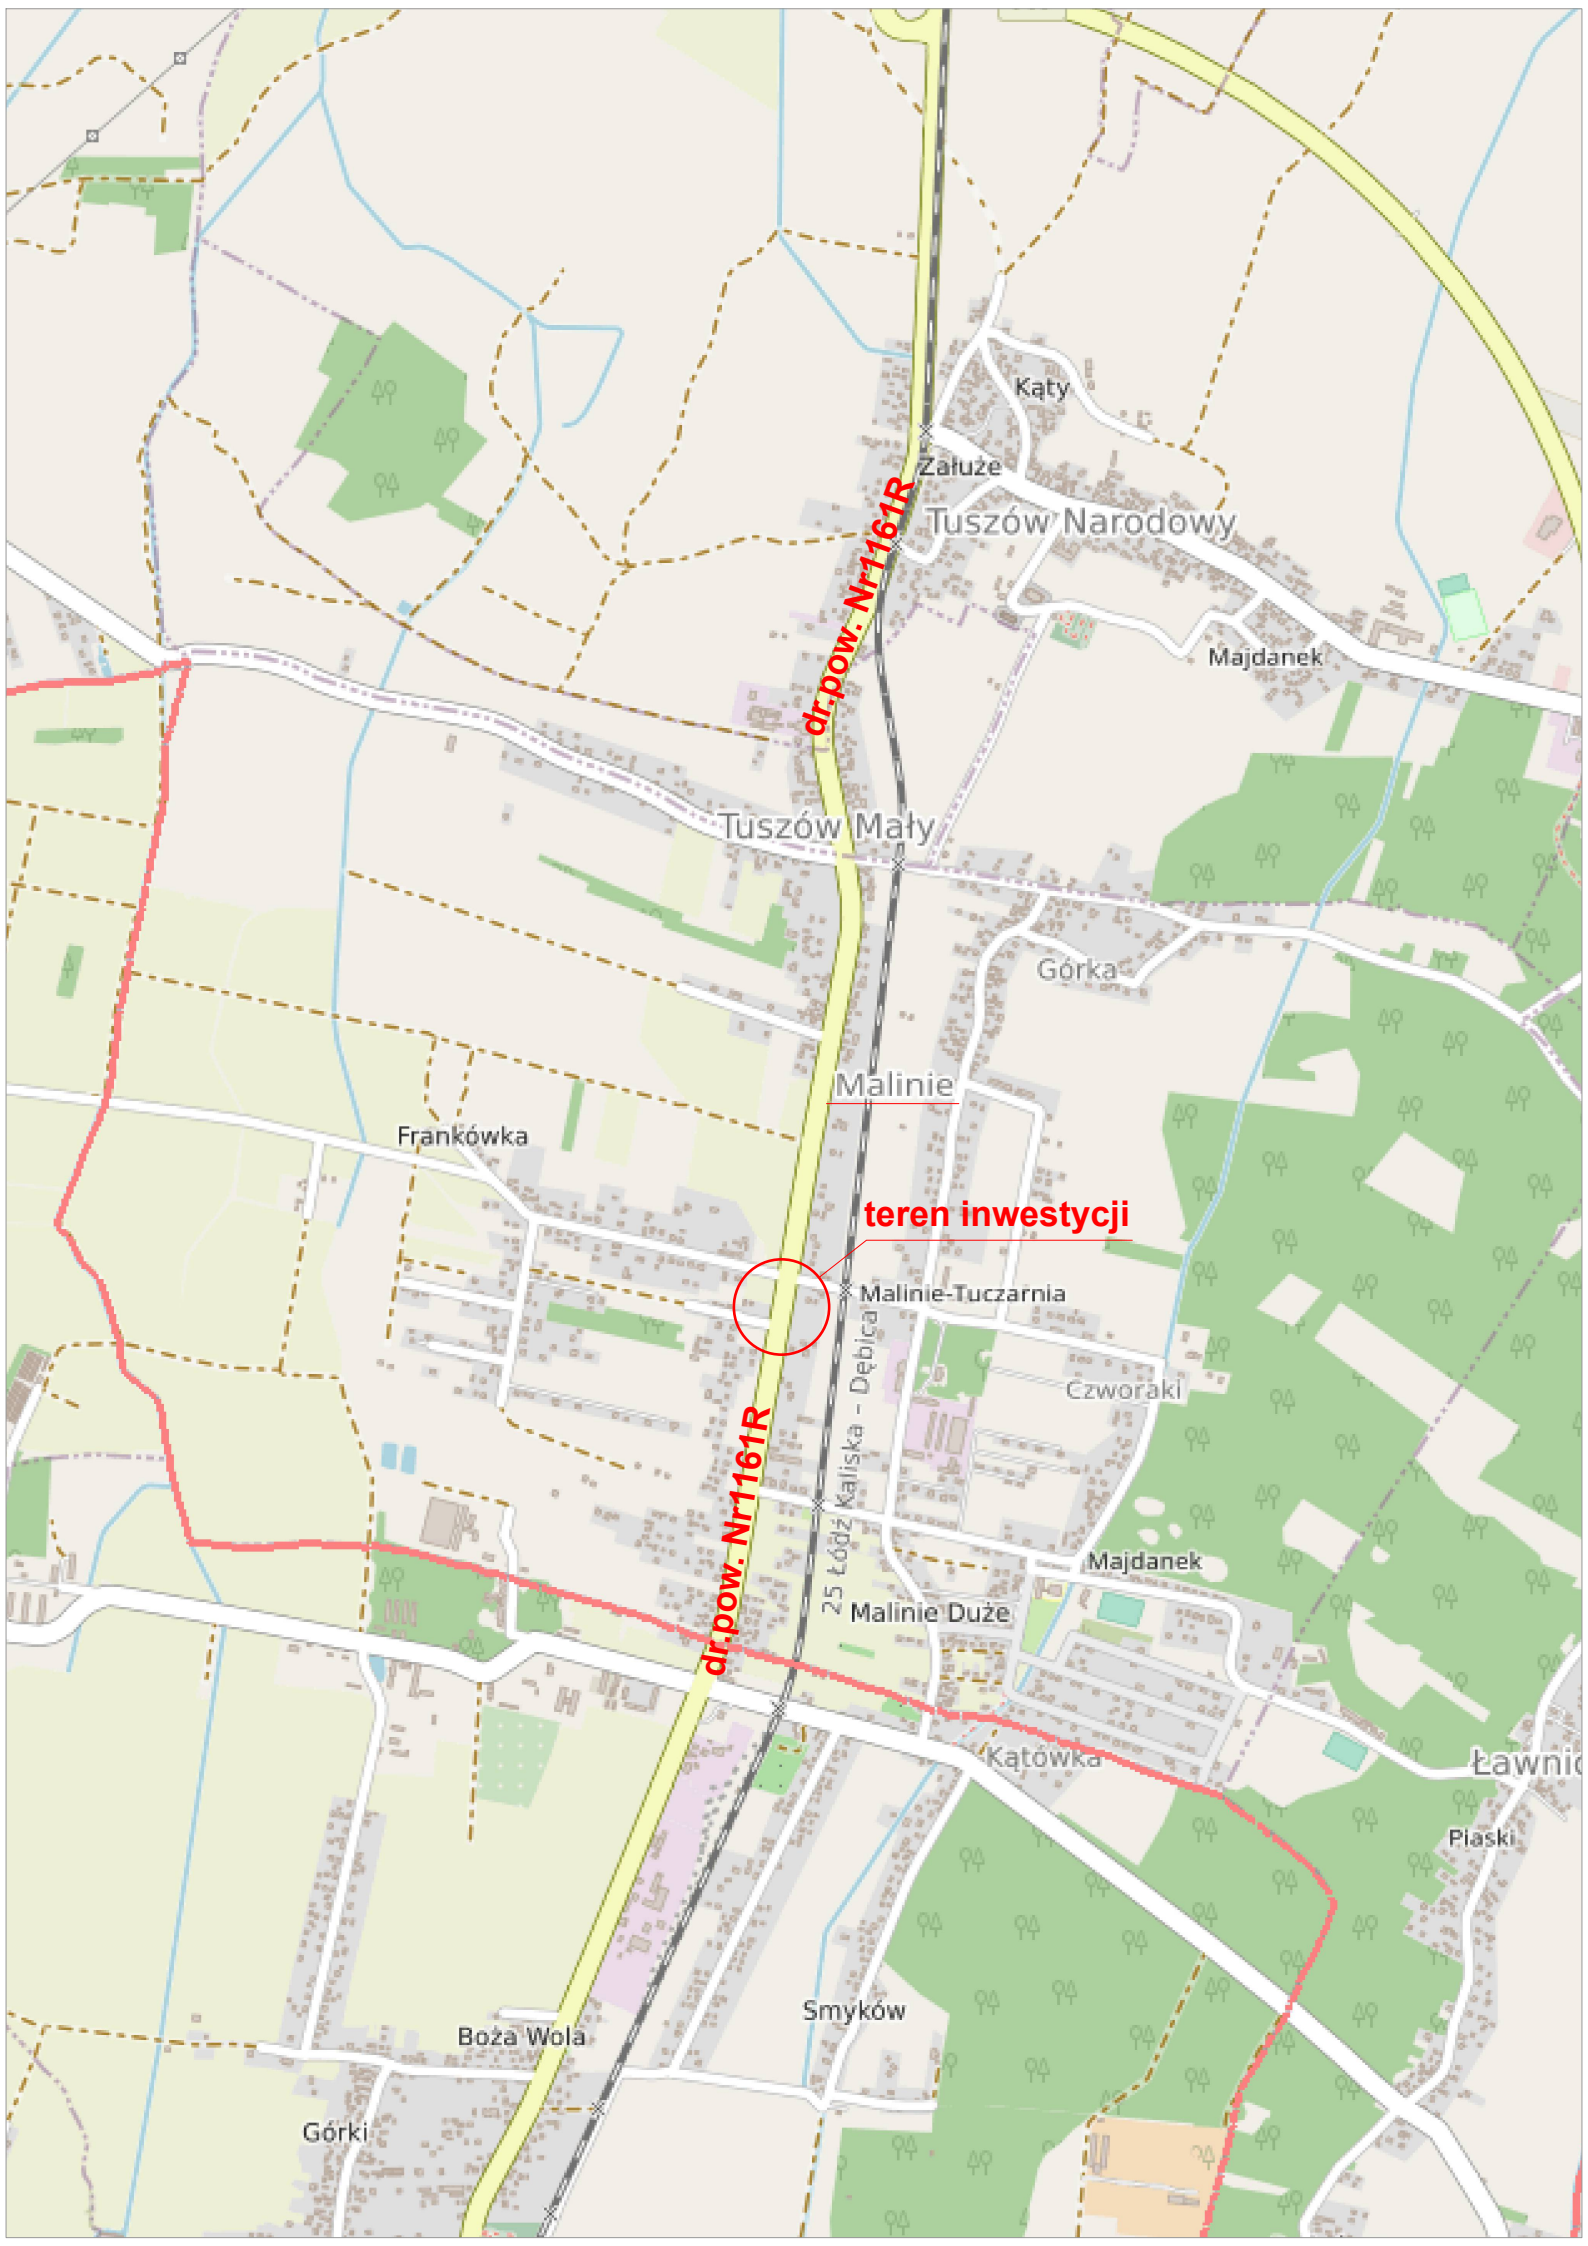 Kąty
Załuże
Tuszów Narodowy
dr.pow. Nr1161R
Majdanek
Tuszów Mały
Górka
Malinie
Frankówka
teren inwestycji
Malinie-Tuczarnia
25 Łódź Kaliska – Dębica
Czworaki
dr.pow. Nr1161R
Majdanek
Malinie Duże
Kątówka
Ławnic
Piaski
Smyków
Boża Wola
Górki